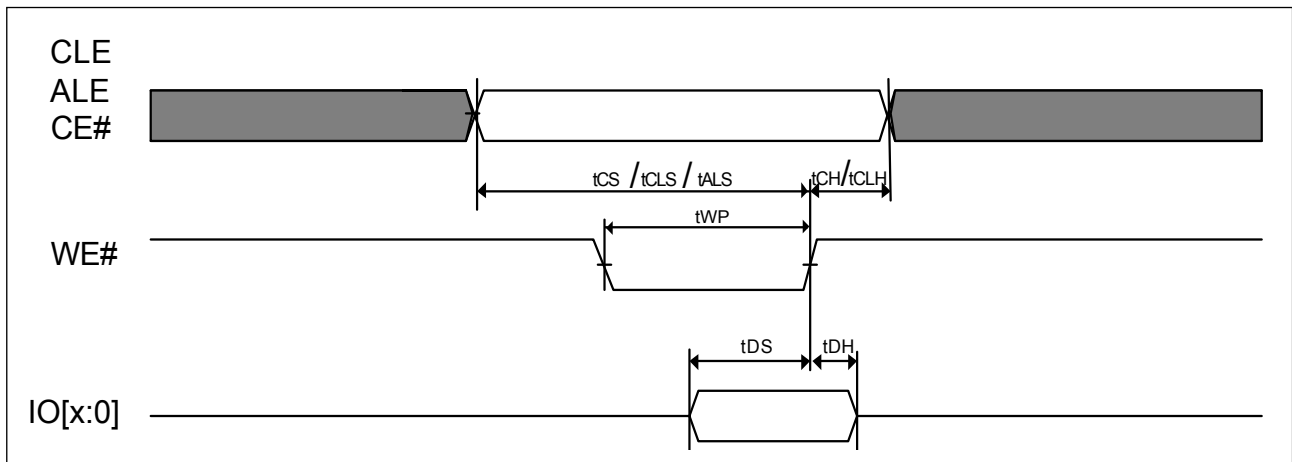 CLE
ALE
CE#
tCS / tCLS / tALS
tCH/tCLH
tWP
WE#
tDS
tDH
IO[x:0]